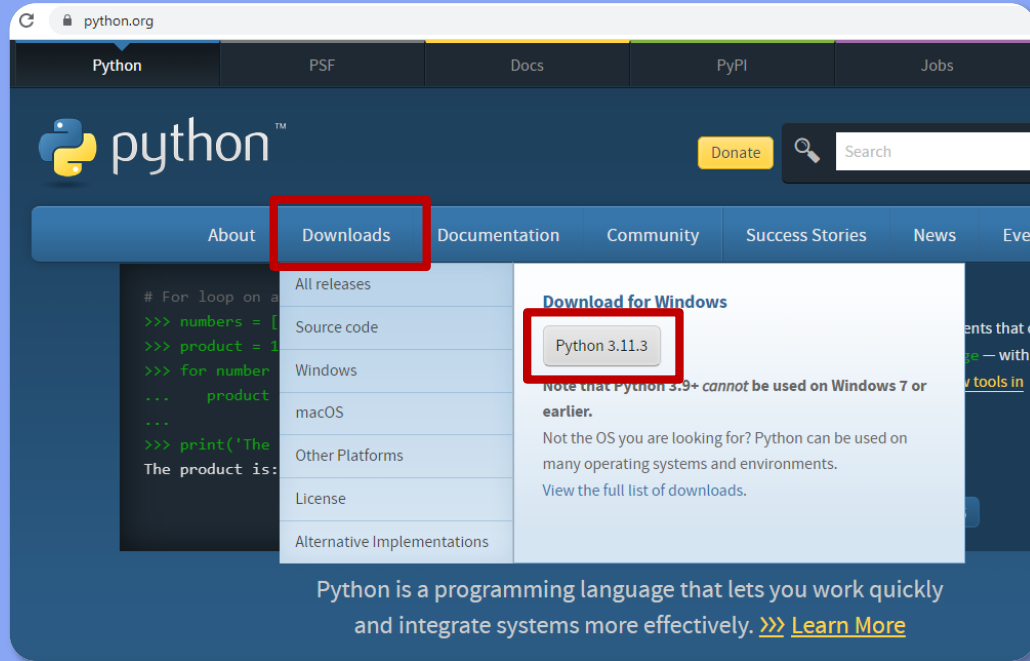 python.org
Python PSF Docs PyPI Jobs
python™
Donate
Search
About Downloads Documentation Community Success Stories News Eve
All releases
Source code
Windows
macOS
Other Platforms
License
Alternative Implementations
Download for Windows
Python 3.11.3
Note that Python 3.9+ cannot be used on Windows 7 or
earlier.
Not the OS you are looking for? Python can be used on
many operating systems and environments.
View the full list of downloads.
# For loop on a
>>> numbers = [
>>> product = 1
>>> for number
... product
...
>>> print('The
The product is:
ents that
— with
tools in
Python is a programming language that lets you work quickly
and integrate systems more effectively. >>> Learn More